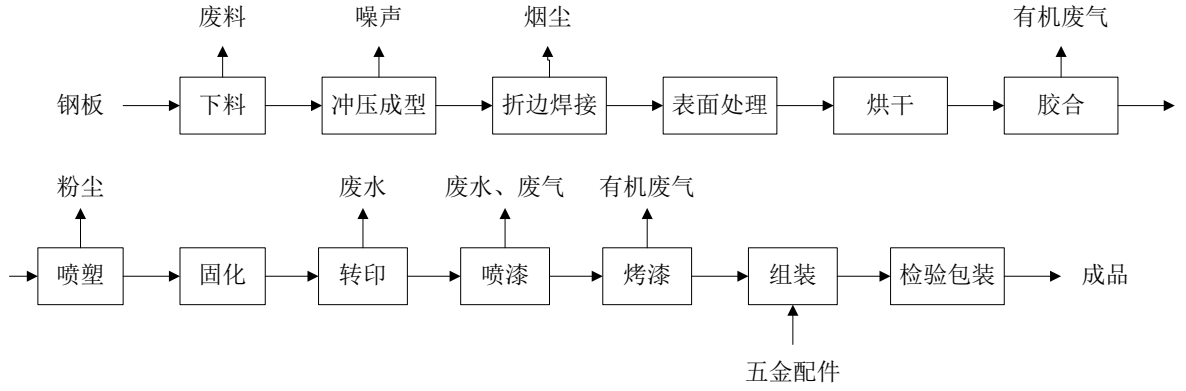 废料 噪声 烟尘 有机废气
钢板 下料 冲压成型 折边焊接 表面处理 烘干 胶合
粉尘 废水 废水、废气 有机废气
喷塑 固化 转印 喷漆 烤漆 组装 检验包装 成品
五金配件